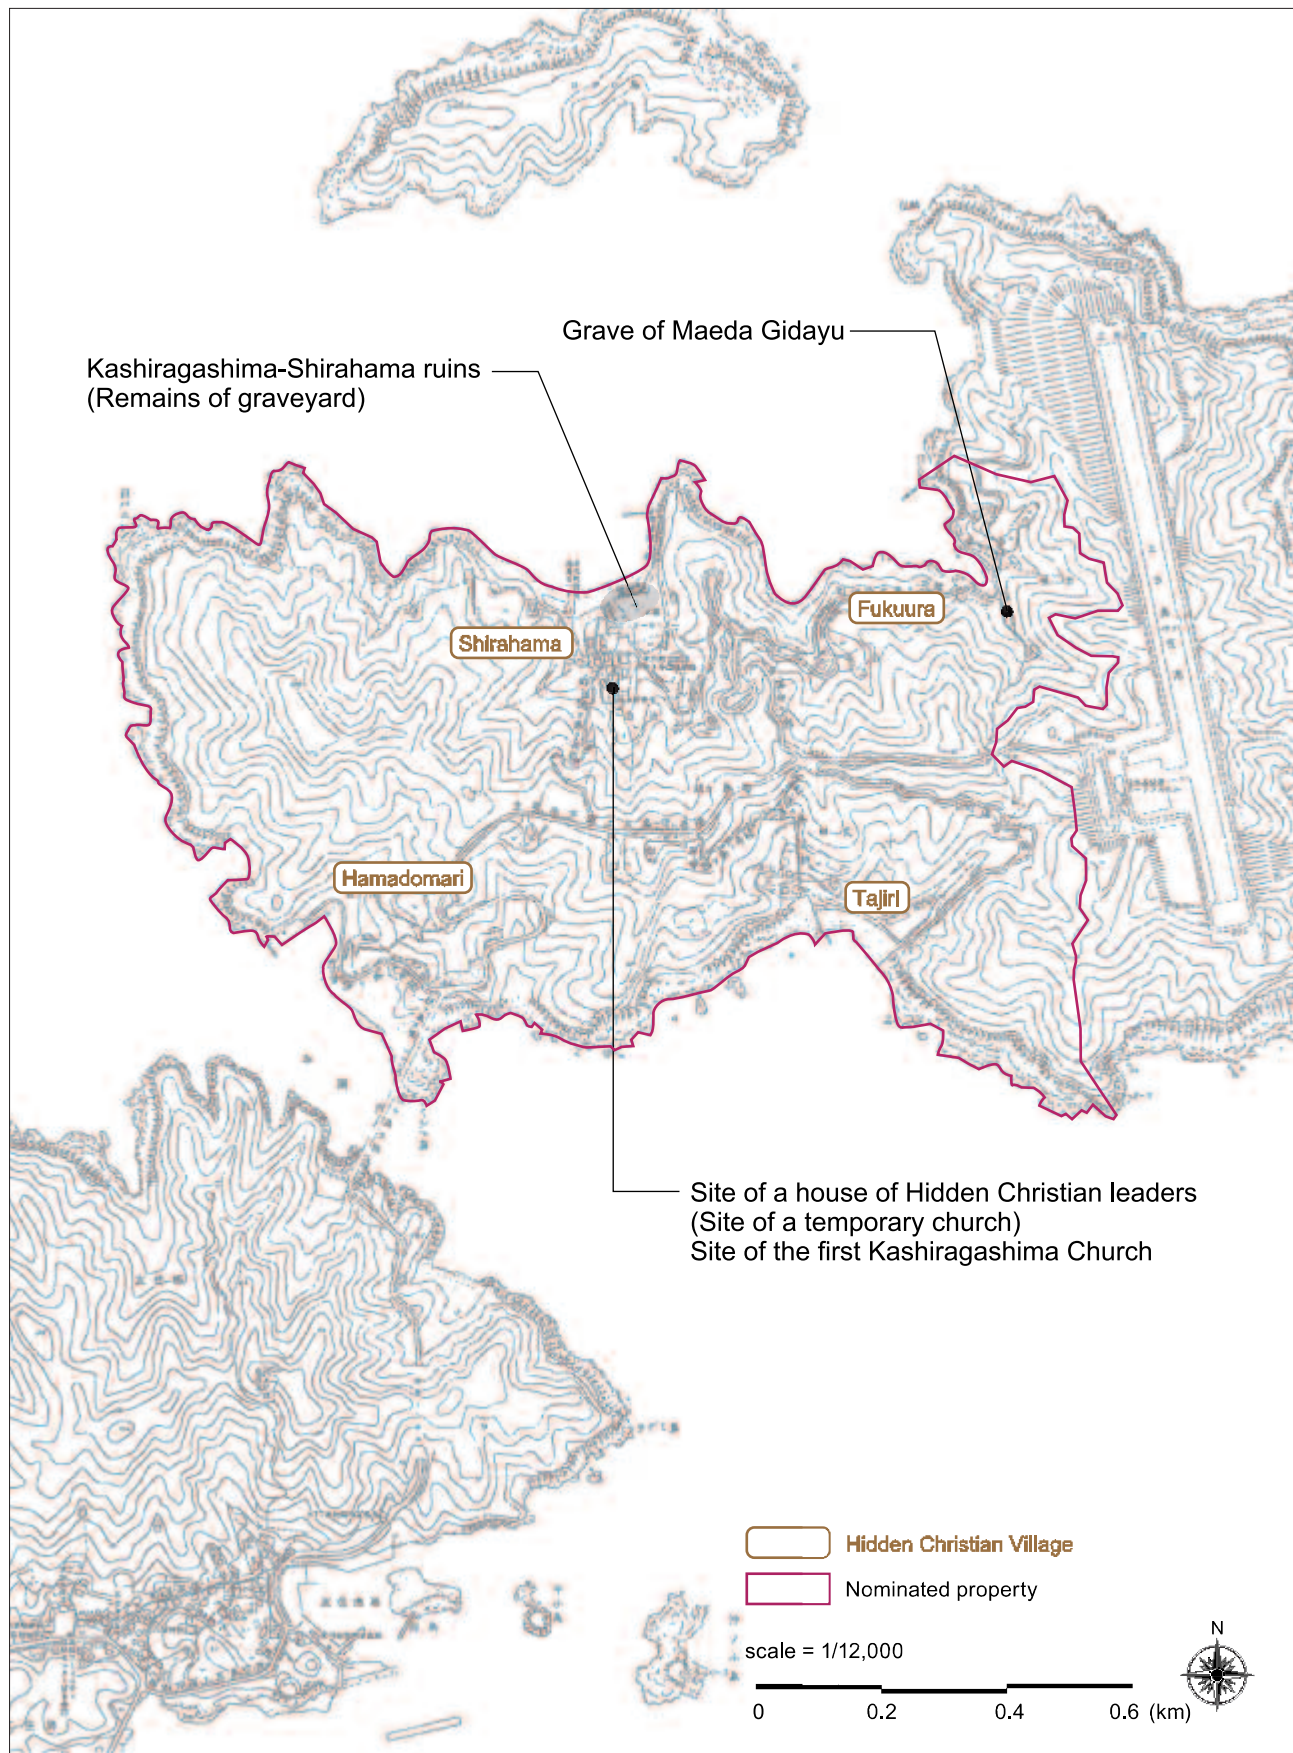 Grave of Maeda Gidayu
Kashiragashima-Shirahama ruins
(Remains of graveyard)
Fukuura
Shirahama
Hamadomari
Tajiri
Site of a house of Hidden Christian leaders
(Site of a temporary church)
Site of the first Kashiragashima Church
Hidden Christian Village
Nominated property
N
scale = 1/12,000
0 0.2 0.4 0.6 (km)